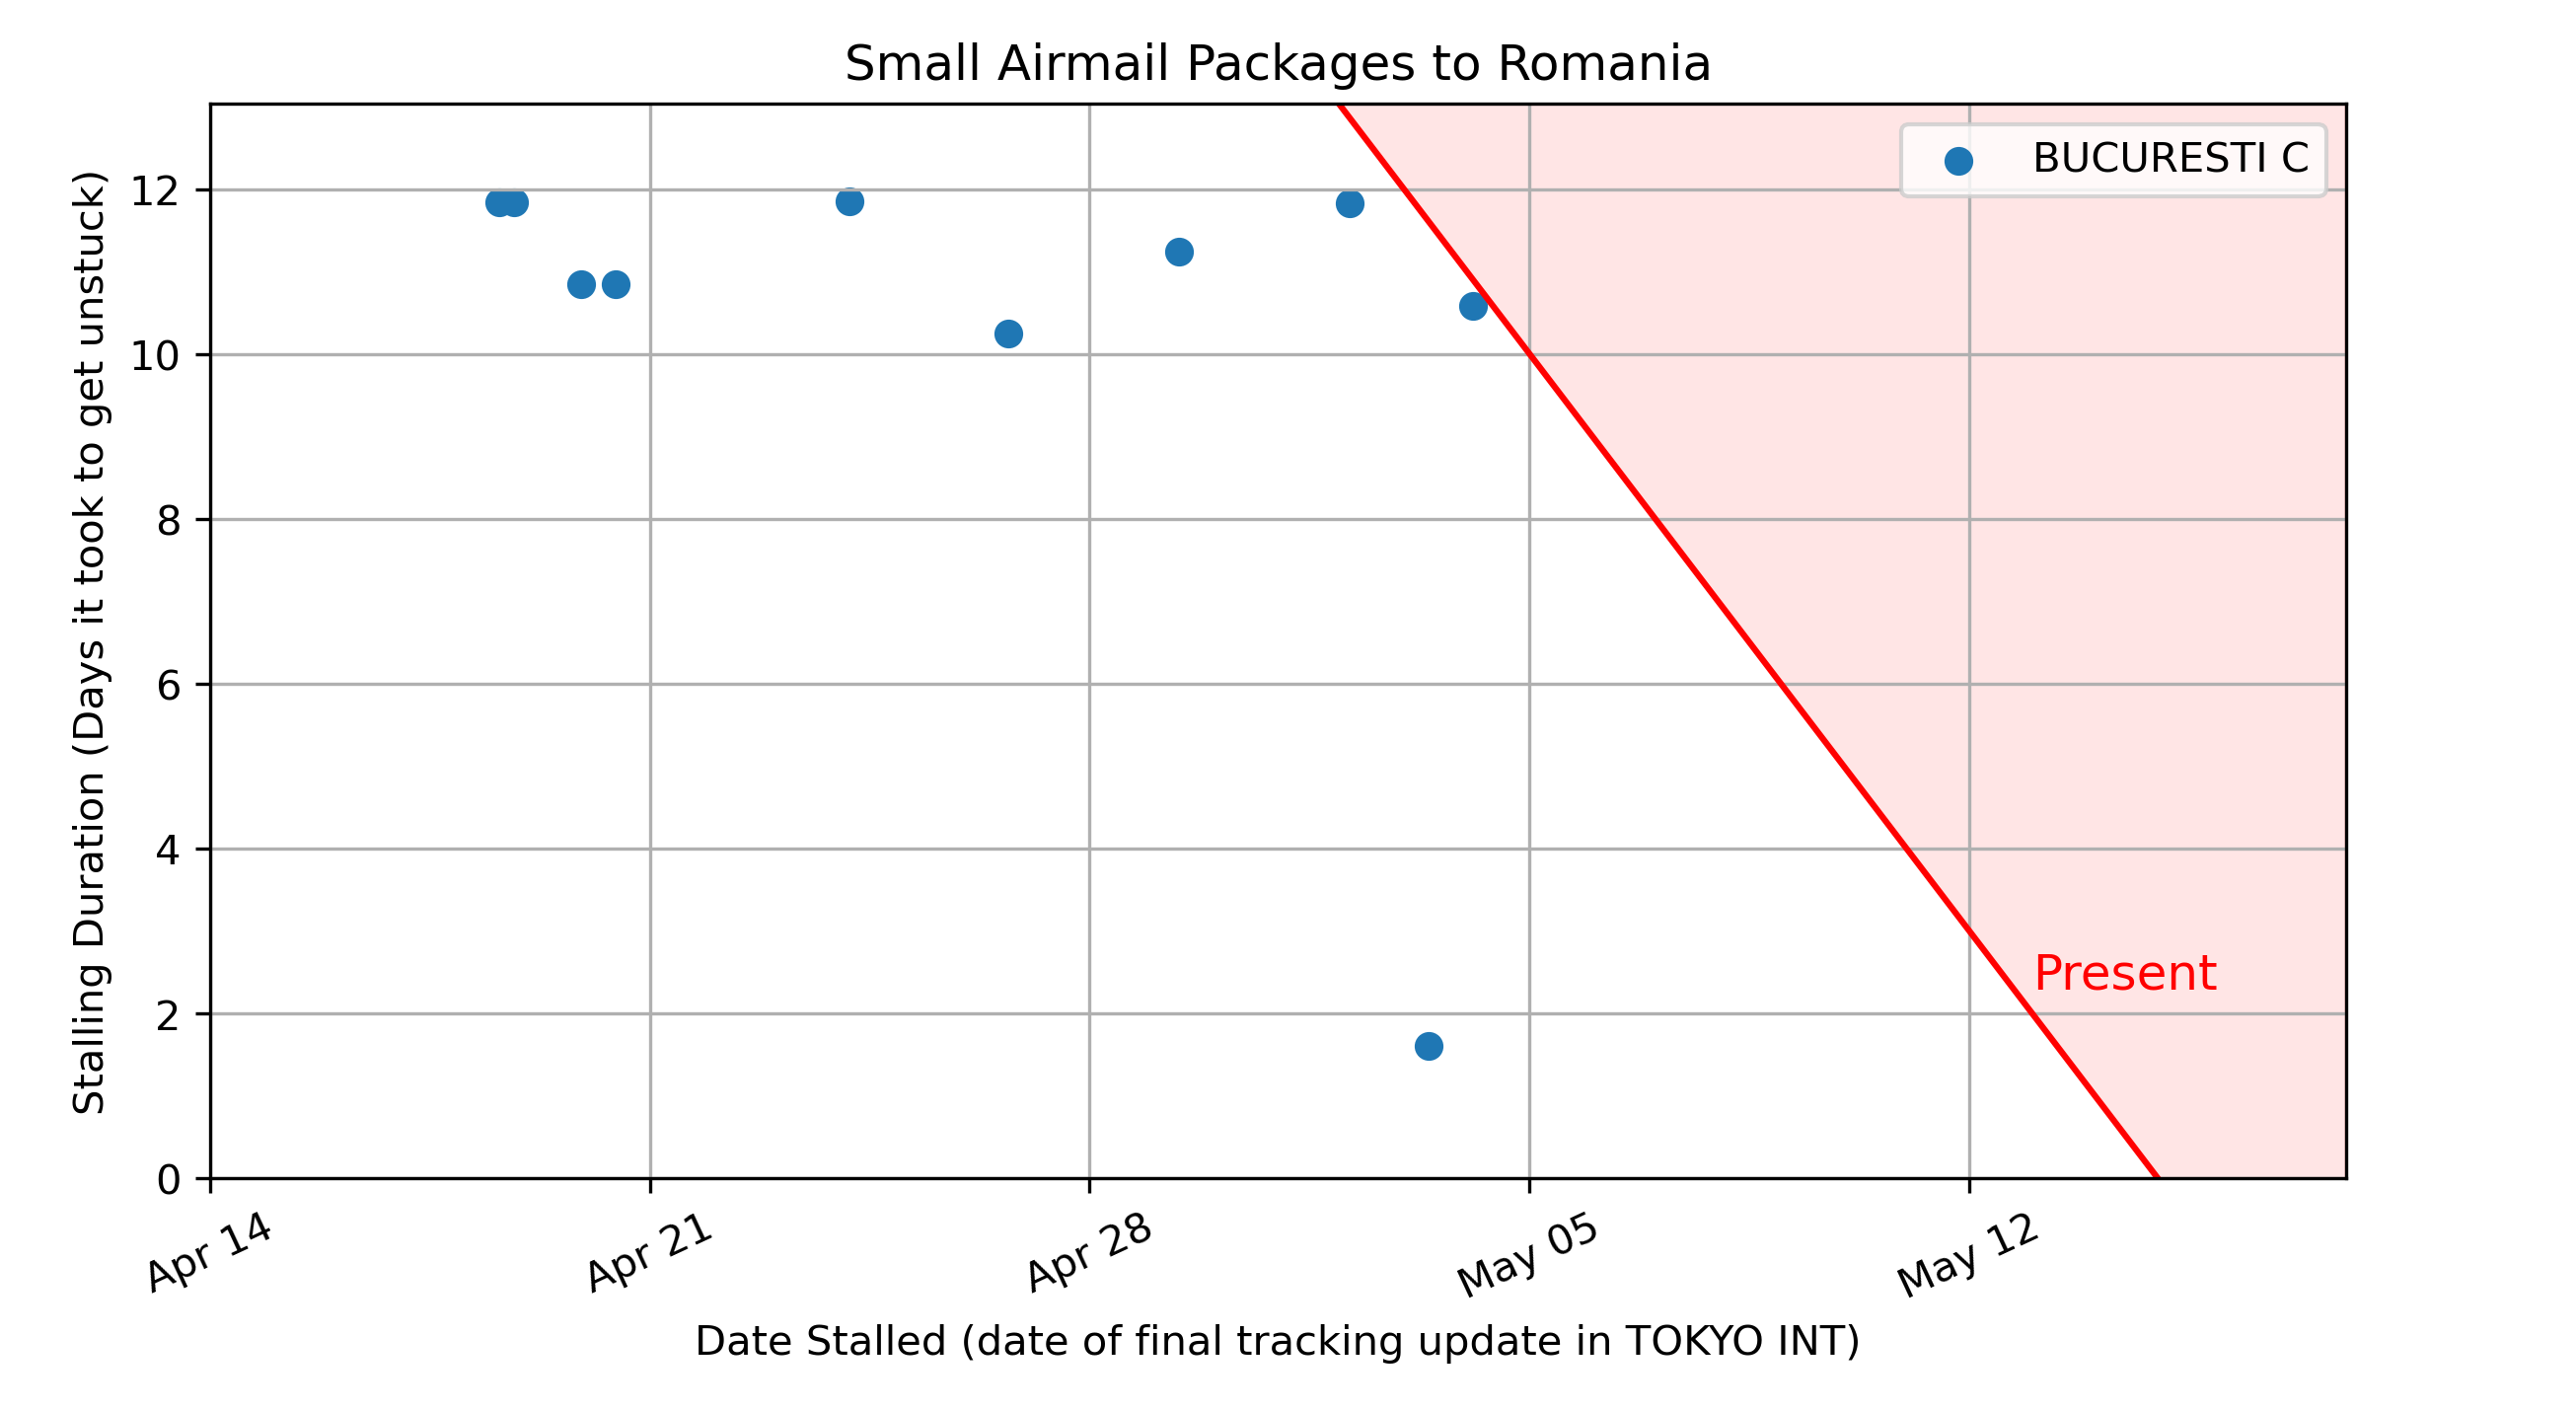 Small Airmail Packages to Romania
BUCURESTI C
Stalling Duration (Days it took to get unstuck)
12
10
8
6
4
2
0
Present
Apr 14
Apr 21
Apr 28
May 05
May 12
Date Stalled (date of final tracking update in TOKYO INT)